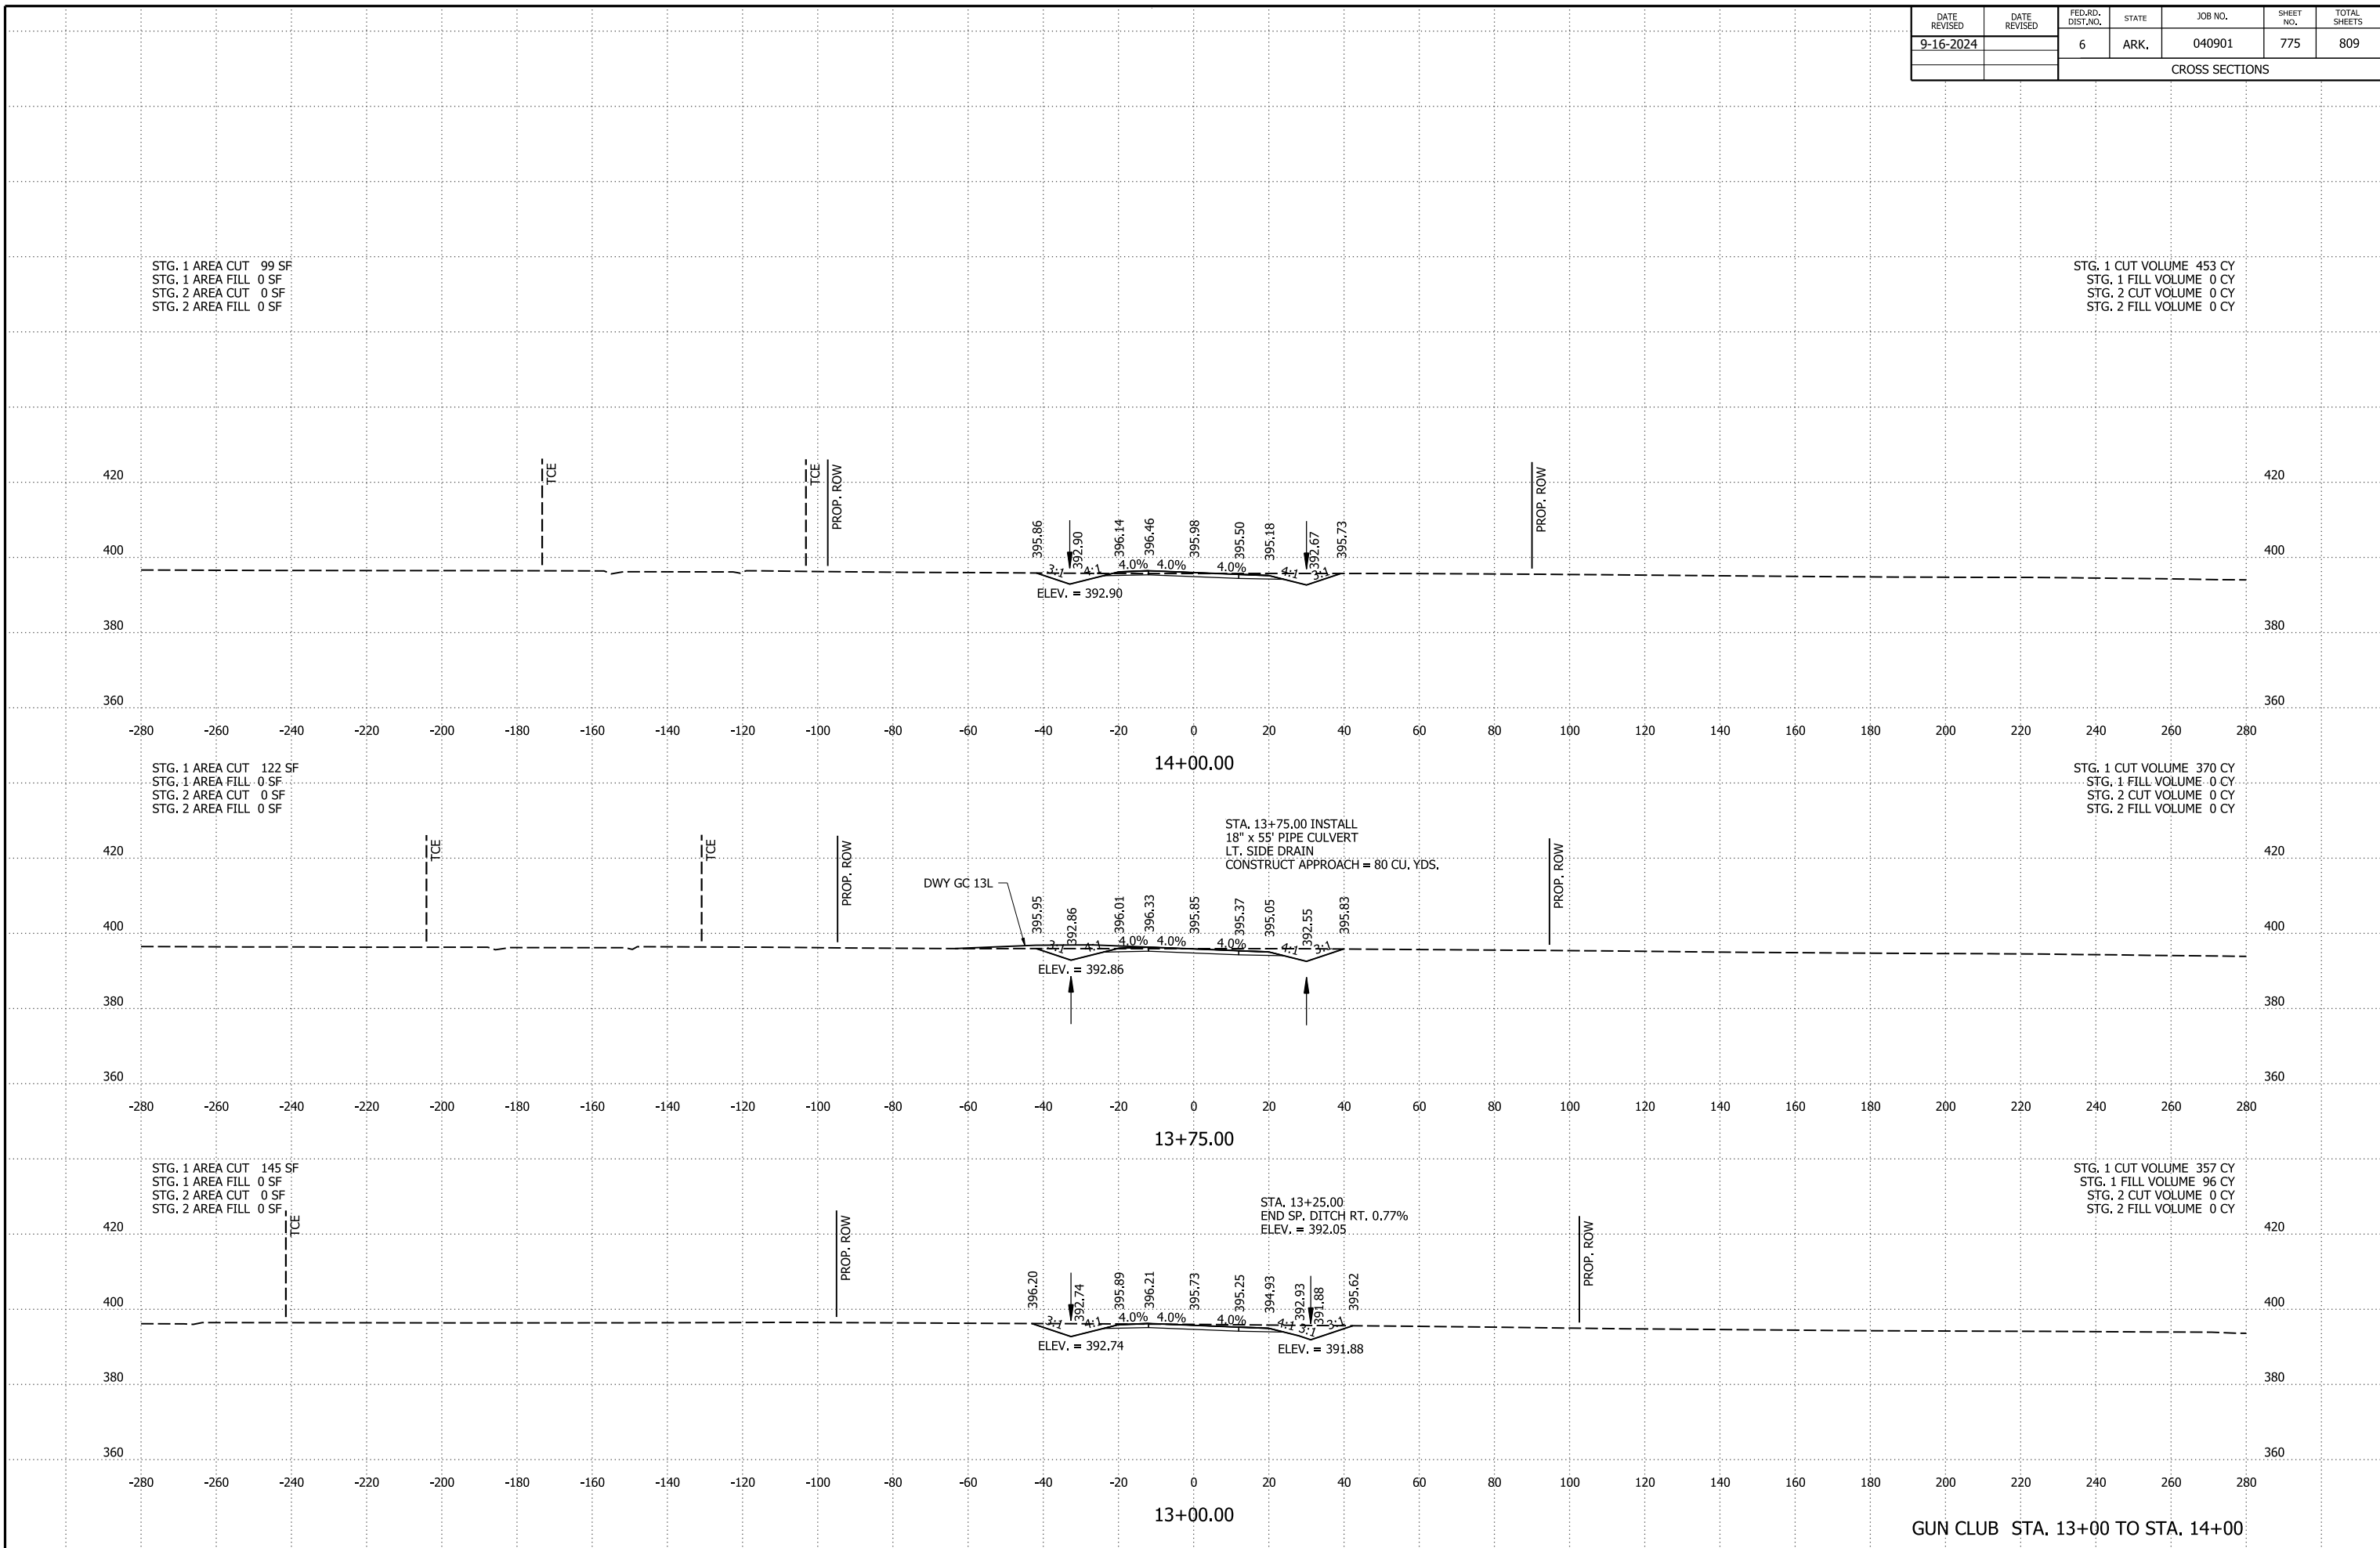 DATE REVISED
DATE REVISED
FED.RD. DIST.NO.
STATE
JOB NO.
SHEET NO.
TOTAL SHEETS
9-16-2024
6
ARK.
040901
775
809
CROSS SECTIONS
STG. 1 AREA CUT 99 SF
STG. 1 AREA FILL 0 SF
STG. 2 AREA CUT 0 SF
STG. 2 AREA FILL 0 SF
STG. 1 CUT VOLUME 453 CY
STG. 1 FILL VOLUME 0 CY
STG. 2 CUT VOLUME 0 CY
STG. 2 FILL VOLUME 0 CY
420 TCE TCE PROP. ROW PROP. ROW 420
395.86 392.90 396.14 396.46 395.98 395.50 395.18 392.67 395.73
400 400
3:1 4:1 4.0% 4.0% 4.0% 4:1 3:1
ELEV. = 392.90
380 380
360 360
-280 -260 -240 -220 -200 -180 -160 -140 -120 -100 -80 -60 -40 -20 0 20 40 60 80 100 120 140 160 180 200 220 240 260 280
14+00.00
STG. 1 AREA CUT 122 SF
STG. 1 AREA FILL 0 SF
STG. 2 AREA CUT 0 SF
STG. 2 AREA FILL 0 SF
STG. 1 CUT VOLUME 370 CY
STG. 1 FILL VOLUME 0 CY
STG. 2 CUT VOLUME 0 CY
STG. 2 FILL VOLUME 0 CY
STA. 13+75.00 INSTALL
18" x 55' PIPE CULVERT
LT. SIDE DRAIN
CONSTRUCT APPROACH = 80 CU. YDS.
420 TCE TCE PROP. ROW PROP. ROW 420
DWY GC 13L
395.95 392.86 396.01 396.33 395.85 395.37 395.05 392.55 395.83
400 400
3:1 4:1 4.0% 4.0% 4.0% 4:1 3:1
ELEV. = 392.86
380 380
360 360
-280 -260 -240 -220 -200 -180 -160 -140 -120 -100 -80 -60 -40 -20 0 20 40 60 80 100 120 140 160 180 200 220 240 260 280
13+75.00
STG. 1 AREA CUT 145 SF
STG. 1 AREA FILL 0 SF
STG. 2 AREA CUT 0 SF
STG. 2 AREA FILL 0 SF
STG. 1 CUT VOLUME 357 CY
STG. 1 FILL VOLUME 96 CY
STG. 2 CUT VOLUME 0 CY
STG. 2 FILL VOLUME 0 CY
STA. 13+25.00
END SP. DITCH RT. 0.77%
ELEV. = 392.05
420 TCE PROP. ROW PROP. ROW 420
396.20 392.74 395.89 396.21 395.73 395.25 394.93 392.93 391.88 395.62
400 400
3:1 4:1 4.0% 4.0% 4.0% 4:1 3:1 3:1
ELEV. = 392.74
ELEV. = 391.88
380 380
360 360
-280 -260 -240 -220 -200 -180 -160 -140 -120 -100 -80 -60 -40 -20 0 20 40 60 80 100 120 140 160 180 200 220 240 260 280
13+00.00
GUN CLUB STA. 13+00 TO STA. 14+00